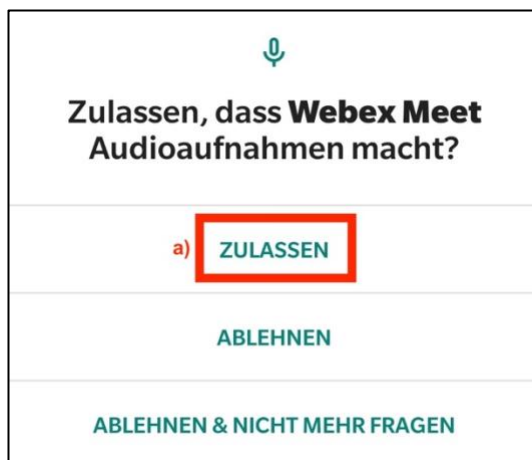 Zulassen, dass Webex Meet
Audioaufnahmen macht?
a) ZULASSEN
ABLEHNEN
ABLEHNEN & NICHT MEHR FRAGEN